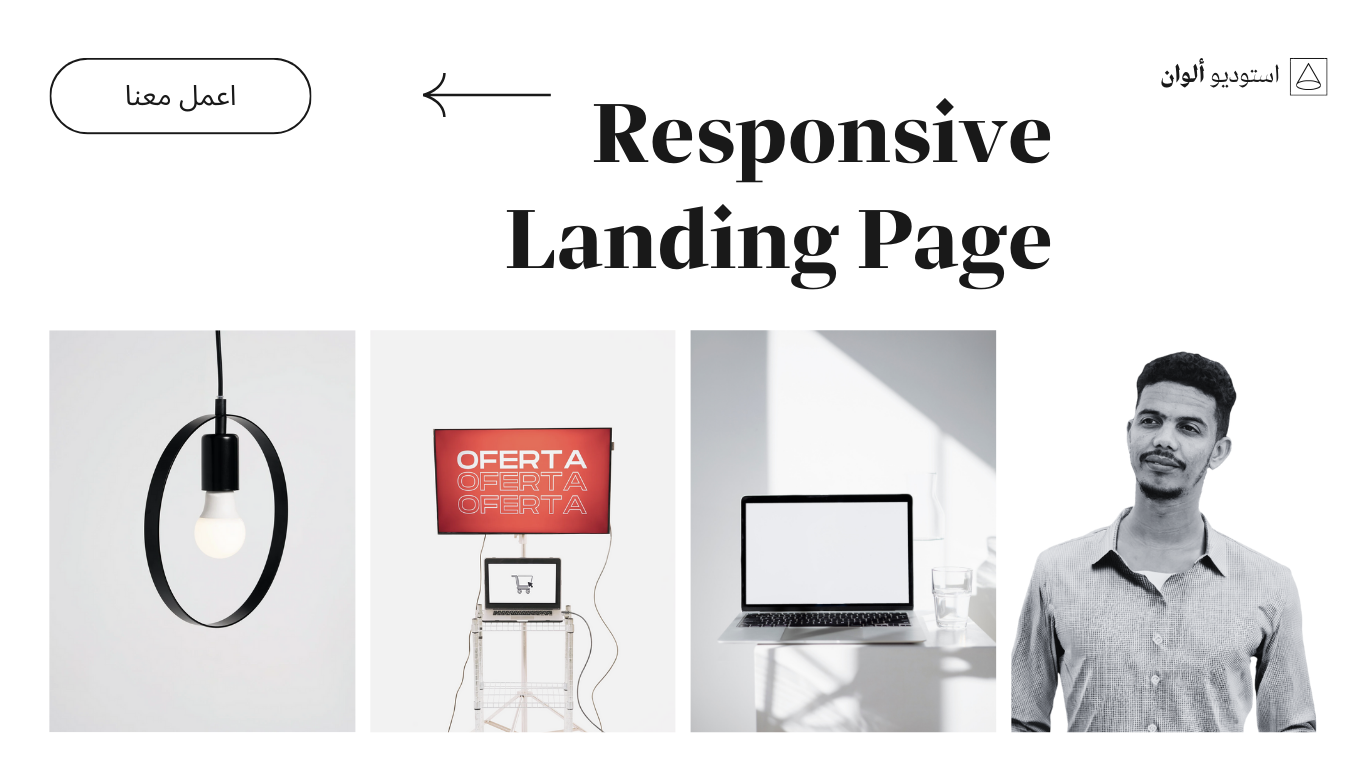 استوديو ألوان
اعمل معنا
Responsive
Landing Page
OFERTA
OFERTA
OFERTA